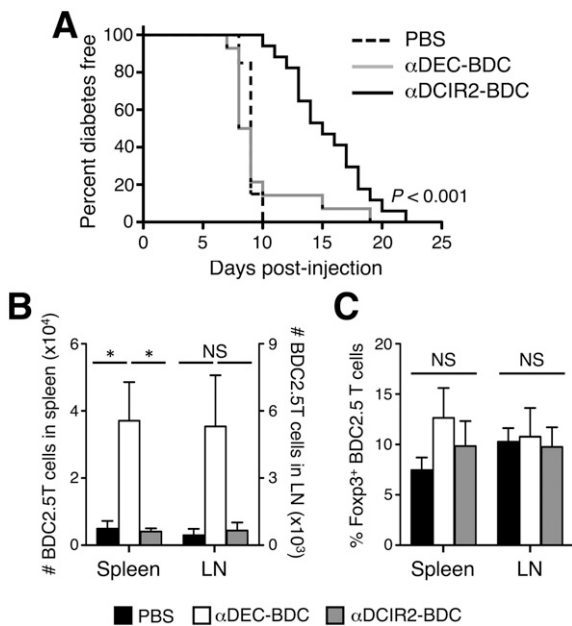 A
Percent diabetes free
100
80
60
40
20
0
0 5 10 15 20 25
Days post-injection
PBS
αDEC-BDC
αDCIR2-BDC
P < 0.001
B
# BDC2.5T cells in spleen (x10⁴)
6
4
2
0
* * NS
9
6
3
0
# BDC2.5T cells in LN (x10³)
Spleen LN
C
% Foxp3⁺ BDC2.5 T cells
20
15
10
5
0
NS NS
Spleen LN
PBS αDEC-BDC αDCIR2-BDC